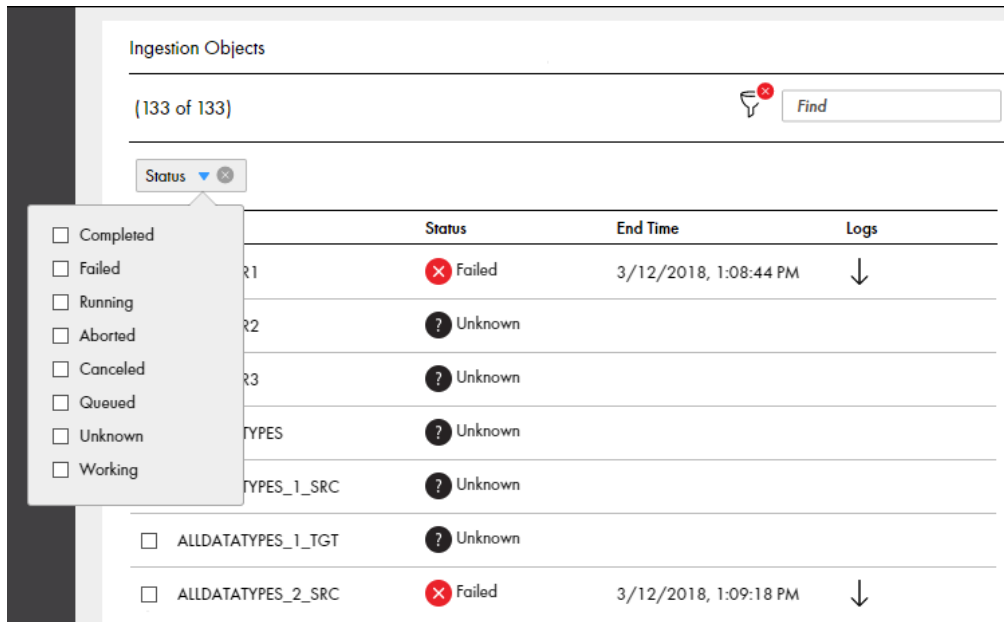 Ingestion Objects
(133 of 133)
Find
Status
Completed
Failed
Running
Aborted
Canceled
Queued
Unknown
Working
Status End Time Logs
R1 Failed 3/12/2018, 1:08:44 PM
R2 Unknown
R3 Unknown
TYPES Unknown
TYPES_1_SRC Unknown
ALLDATATYPES_1_TGT Unknown
ALLDATATYPES_2_SRC Failed 3/12/2018, 1:09:18 PM